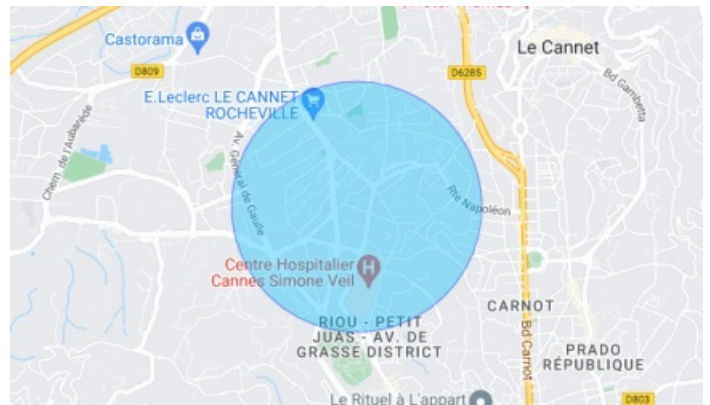 Castorama
Le Cannet
D809
D6285
Bd Gambetta
E.Leclerc LE CANNET
ROCHEVILLE
Chem. de l'Aubarède
Av. Général de Gaulle
Rte Napoléon
Centre Hospitalier
Cannes Simone Veil
H
CARNOT
RIOU - PETIT
JUAS - AV. DE
GRASSE DISTRICT
Bd Carnot
PRADO
RÉPUBLIQUE
Le Rituel à L'appart
D803